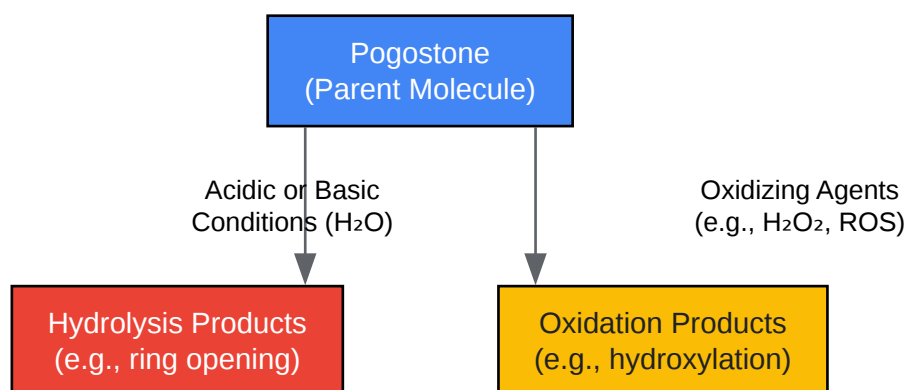 Pogostone
(Parent Molecule)
Acidic or Basic
Conditions (H₂O)
Oxidizing Agents
(e.g., H₂O₂, ROS)
Hydrolysis Products
(e.g., ring opening)
Oxidation Products
(e.g., hydroxylation)